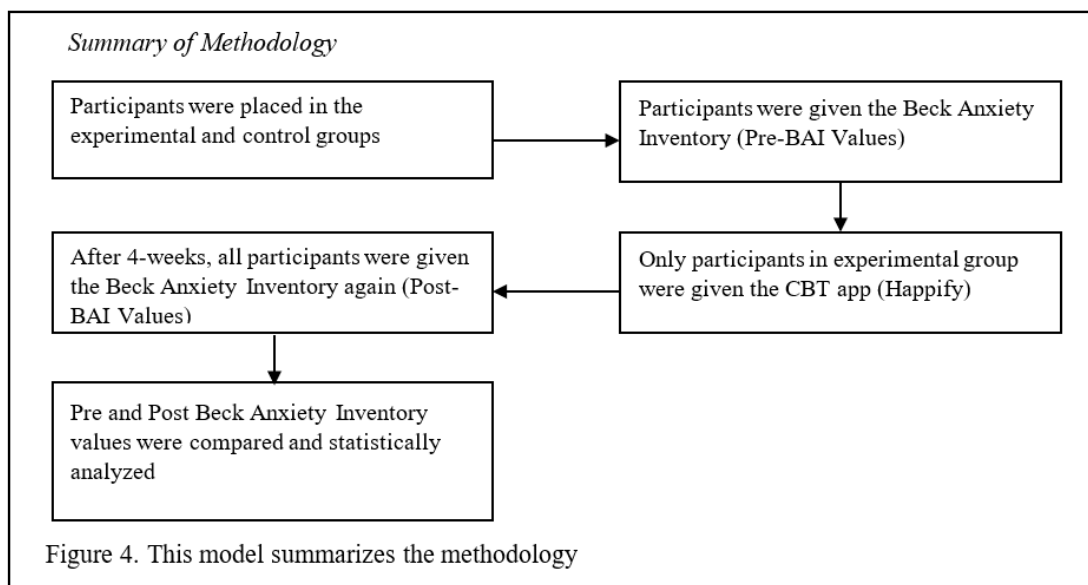 Summary of Methodology
Participants were placed in the
experimental and control groups
Participants were given the Beck Anxiety
Inventory (Pre-BAI Values)
Only participants in experimental group
were given the CBT app (Happify)
After 4-weeks, all participants were given
the Beck Anxiety Inventory again (Post-
BAI Values)
Pre and Post Beck Anxiety Inventory
values were compared and statistically
analyzed
Figure 4. This model summarizes the methodology